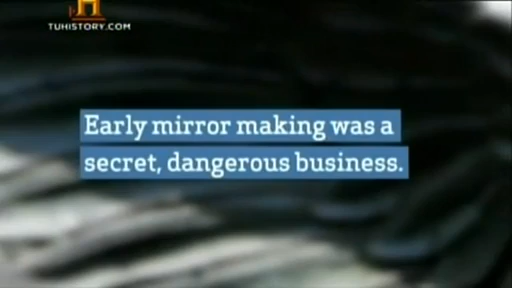 H
TUHISTORY.COM
Early mirror making was a
secret, dangerous business.